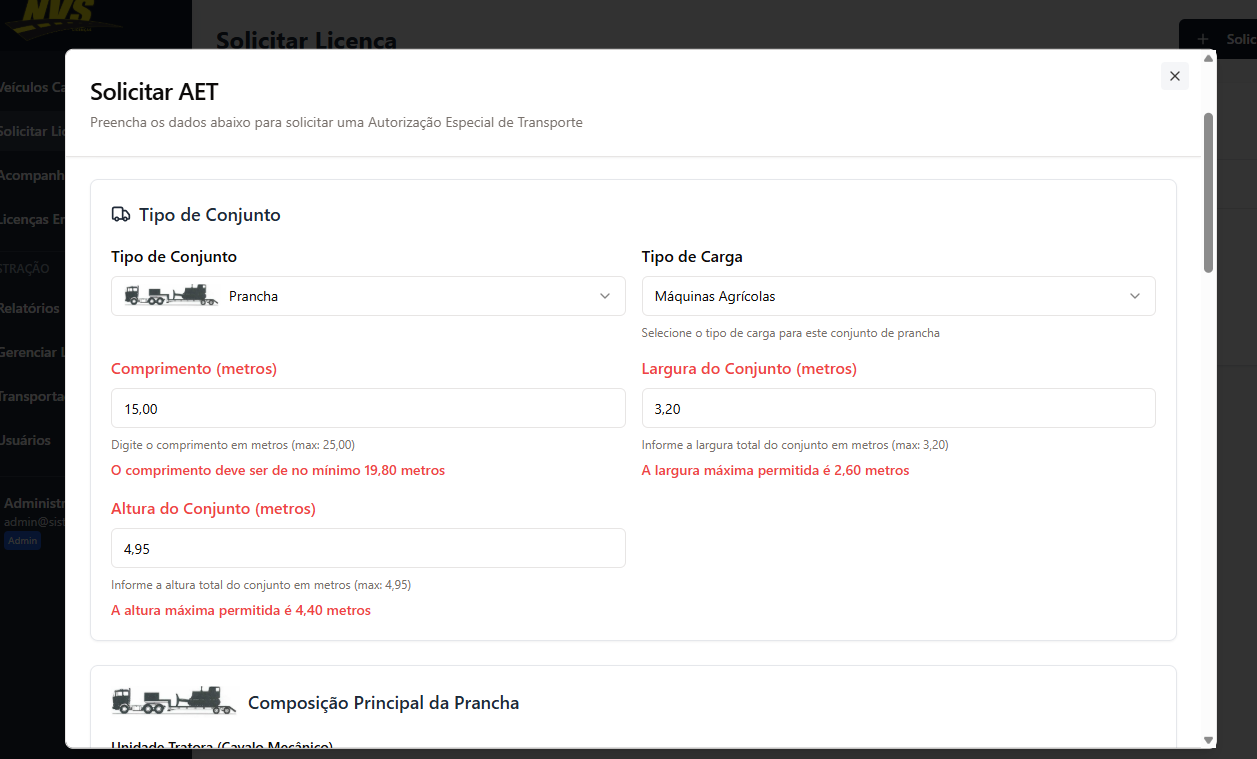 NVS
Solicitar Licença
+ Solic
Veículos Ca
Solicitar Lic
Acompanh
Licenças Em
STRAÇÃO
Relatórios
Gerenciar L
Transporta
Usuários
Administr
admin@sist
Admin
Solicitar AET
Preencha os dados abaixo para solicitar uma Autorização Especial de Transporte
Tipo de Conjunto
Tipo de Conjunto
Prancha
Tipo de Carga
Máquinas Agrícolas
Selecione o tipo de carga para este conjunto de prancha
Comprimento (metros)
15,00
Digite o comprimento em metros (max: 25,00)
O comprimento deve ser de no mínimo 19,80 metros
Largura do Conjunto (metros)
3,20
Informe a largura total do conjunto em metros (max: 3,20)
A largura máxima permitida é 2,60 metros
Altura do Conjunto (metros)
4,95
Informe a altura total do conjunto em metros (max: 4,95)
A altura máxima permitida é 4,40 metros
Composição Principal da Prancha
Unidade Tratora (Cavalo Mecânico)